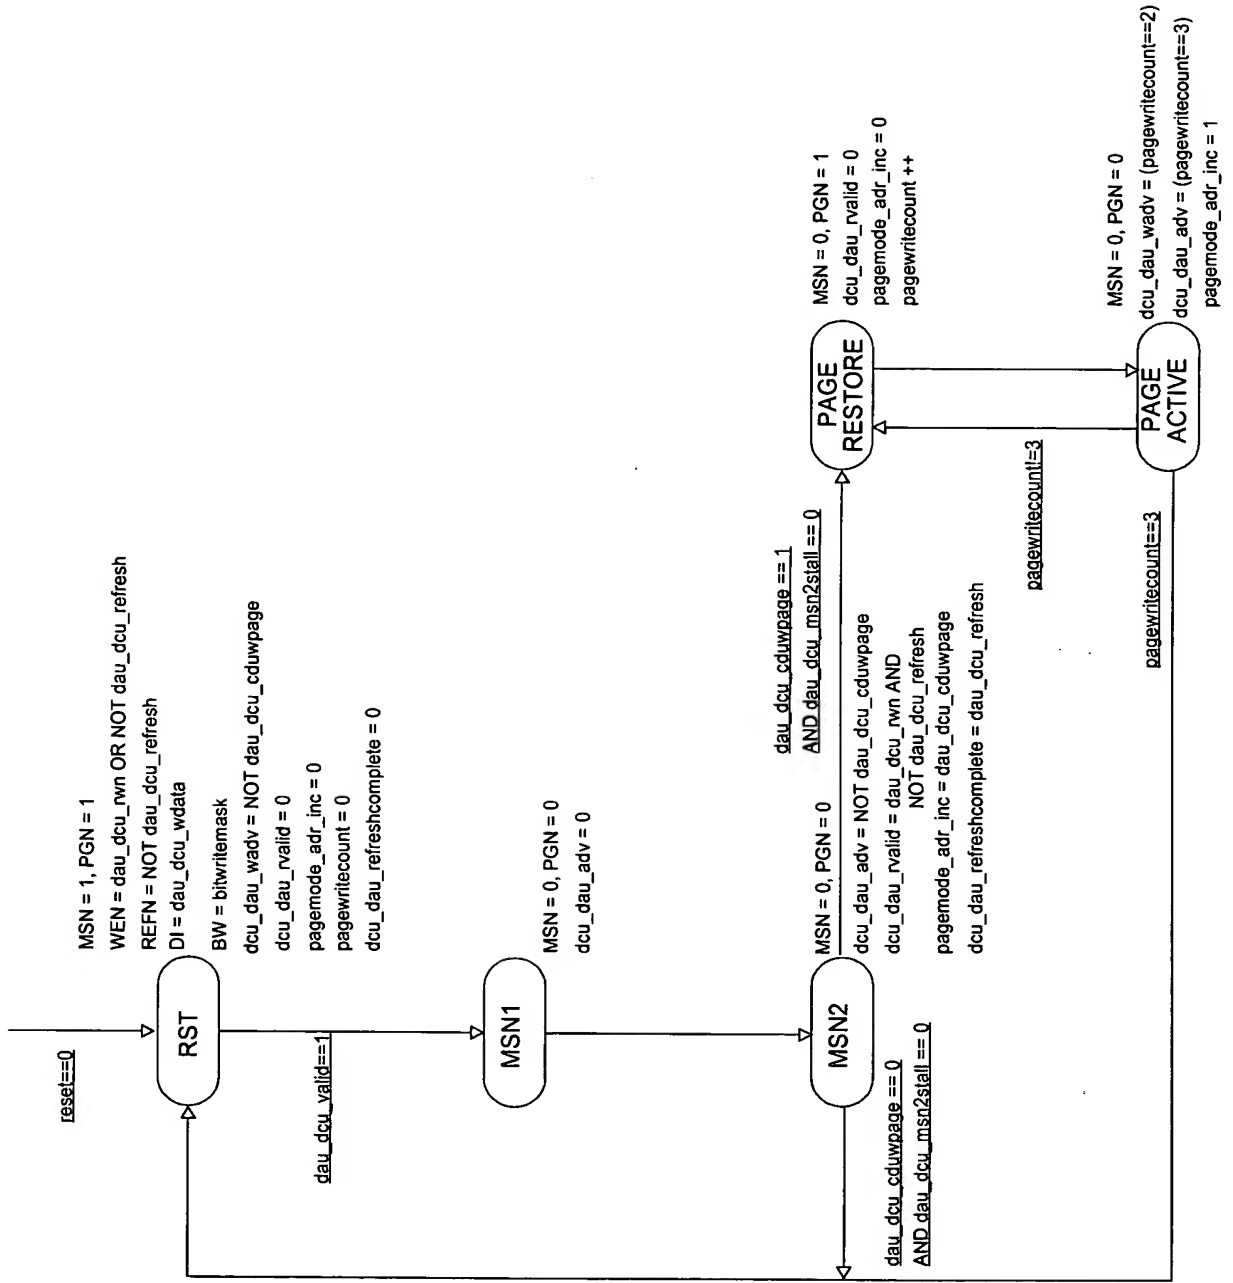 reset==0
RST
MSN = 1, PGN = 1
WEN = dau_dcu_rwn OR NOT dau_dcu_refresh
REFN = NOT dau_dcu_refresh
DI = dau_dcu_wdata
BW = bitwritemask
dcu_dau_wadv = NOT dau_dcu_cduwpage
dcu_dau_rvalid = 0
pagemode_adr_inc = 0
pagewritecount = 0
dcu_dau_refreshcomplete = 0
dau_dcu_valid==1
MSN1
MSN = 0, PGN = 0
dcu_dau_adv = 0
MSN2
MSN = 0, PGN = 0
dcu_dau_adv = NOT dau_dcu_cduwpage
dcu_dau_rvalid = dau_dcu_rwn AND
NOT dau_dcu_refresh
pagemode_adr_inc = dau_dcu_cduwpage
dcu_dau_refreshcomplete = dau_dcu_refresh
dau_dcu_cduwpage == 0
AND dau_dcu_msn2stall == 0
dau_dcu_cduwpage == 1
AND dau_dcu_msn2stall == 0
PAGE
RESTORE
MSN = 0, PGN = 1
dcu_dau_rvalid = 0
pagemode_adr_inc = 0
pagewritecount ++
pagewritecount!=3
pagewritecount==3
PAGE
ACTIVE
MSN = 0, PGN = 0
dcu_dau_wadv = (pagewritecount==2)
dcu_dau_adv = (pagewritecount==3)
pagemode_adr_inc = 1